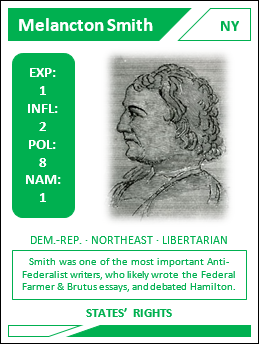 Melancton Smith NY
EXP:
1
INFL:
2
POL:
8
NAM:
1
DEM.-REP. · NORTHEAST · LIBERTARIAN
Smith was one of the most important Anti-
Federalist writers, who likely wrote the Federal
Farmer & Brutus essays, and debated Hamilton.
STATES' RIGHTS